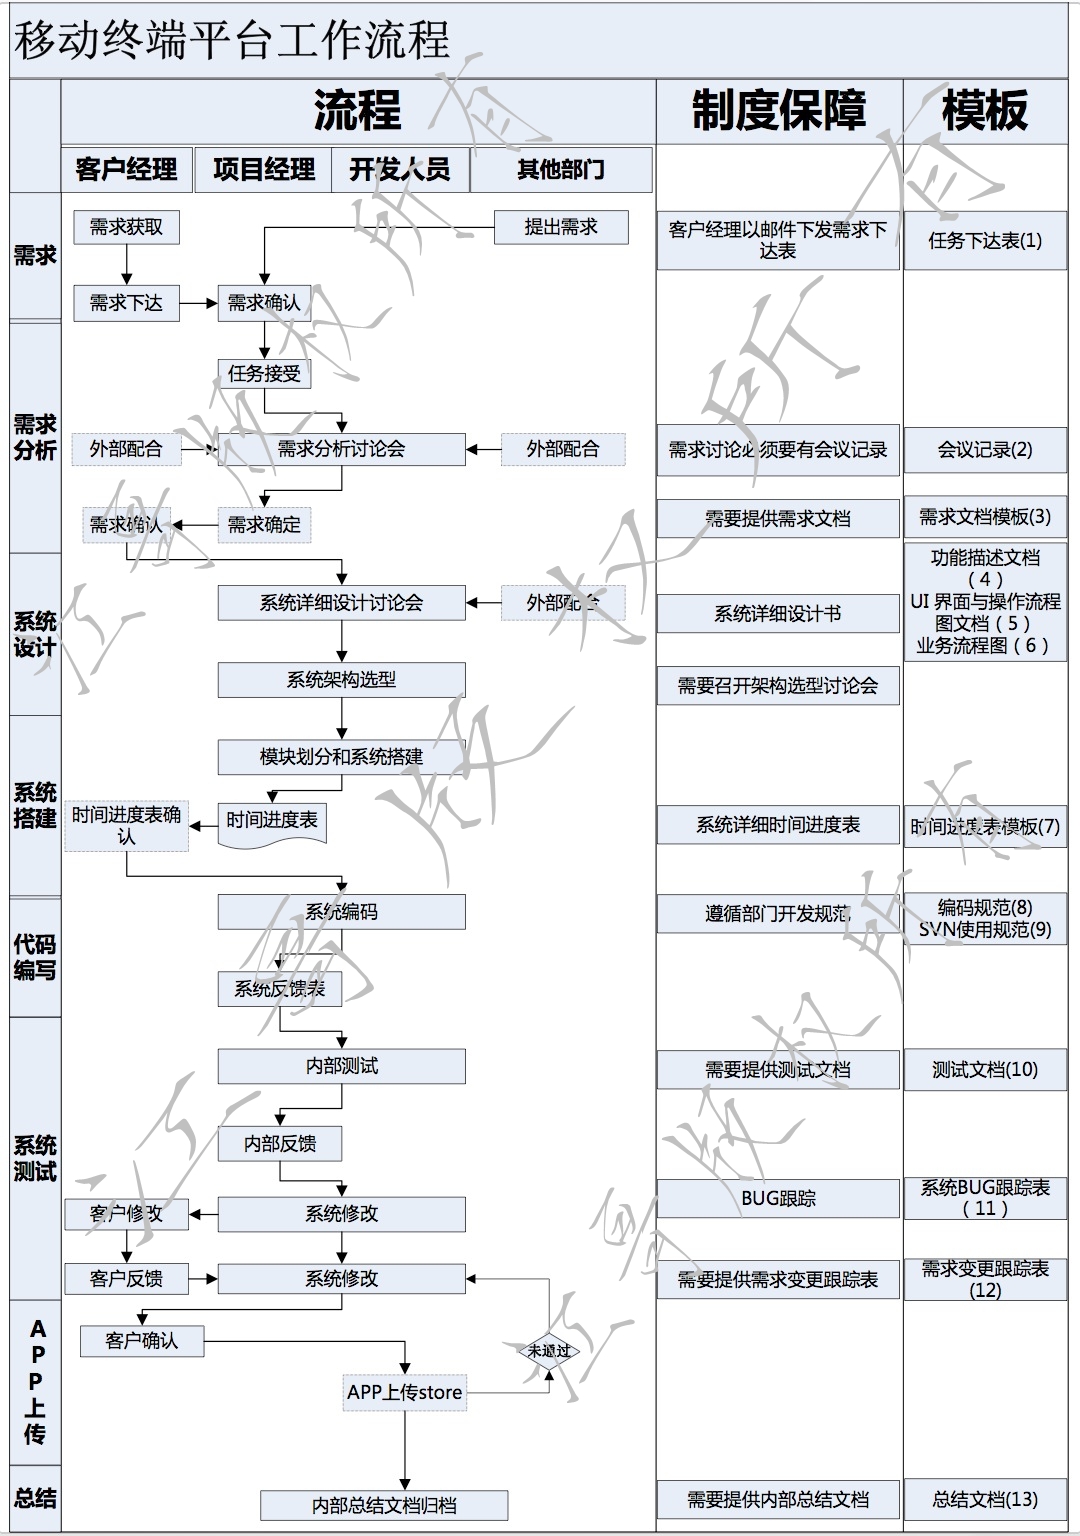 移动终端平台工作流程
流程
制度保障
模板
客户经理
项目经理
开发人员
其他部门
需求
需求获取
提出需求
客户经理以邮件下发需求下
达表
任务下达表(1)
需求下达
需求确认
需求
分析
任务接受
外部配合
需求分析讨论会
外部配合
需求讨论必须要有会议记录
会议记录(2)
需求确认
需求确定
需要提供需求文档
需求文档模板(3)
系统
设计
系统详细设计讨论会
外部配合
系统详细设计书
功能描述文档
（4）
UI 界面与操作流程
图文档（5）
业务流程图（6）
系统架构选型
需要召开架构选型讨论会
系统
搭建
模块划分和系统搭建
时间进度表确
认
时间进度表
系统详细时间进度表
时间进度表模板(7)
代码
编写
系统编码
遵循部门开发规范
编码规范(8)
SVN使用规范(9)
系统反馈表
系统
测试
内部测试
需要提供测试文档
测试文档(10)
内部反馈
客户修改
系统修改
BUG跟踪
系统BUG跟踪表
（11）
客户反馈
系统修改
需要提供需求变更跟踪表
需求变更跟踪表
(12)
A
P
P
上
传
客户确认
未通过
APP上传store
总结
内部总结文档归档
需要提供内部总结文档
总结文档(13)
版权所有
版权所有
版权所有